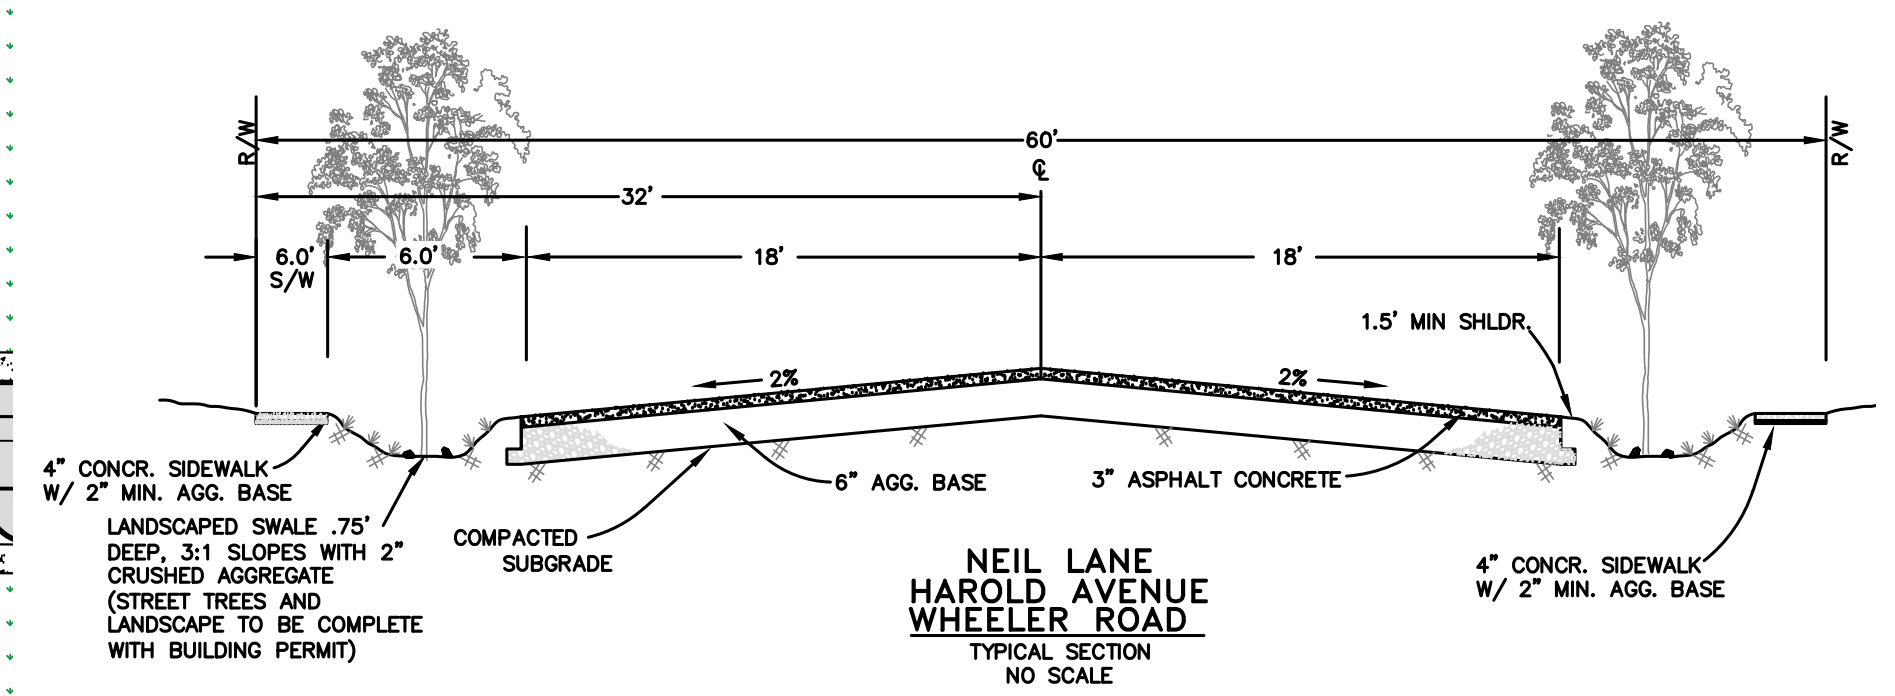 60'
R/W
R/W
℄
32'
6.0'
S/W
6.0'
18'
18'
1.5' MIN SHLDR.
2%
2%
4" CONCR. SIDEWALK
W/ 2" MIN. AGG. BASE
LANDSCAPED SWALE .75'
DEEP, 3:1 SLOPES WITH 2"
CRUSHED AGGREGATE
(STREET TREES AND
LANDSCAPE TO BE COMPLETE
WITH BUILDING PERMIT)
COMPACTED
SUBGRADE
6" AGG. BASE
3" ASPHALT CONCRETE
4" CONCR. SIDEWALK
W/ 2" MIN. AGG. BASE
NEIL LANE
HAROLD AVENUE
WHEELER ROAD
TYPICAL SECTION
NO SCALE